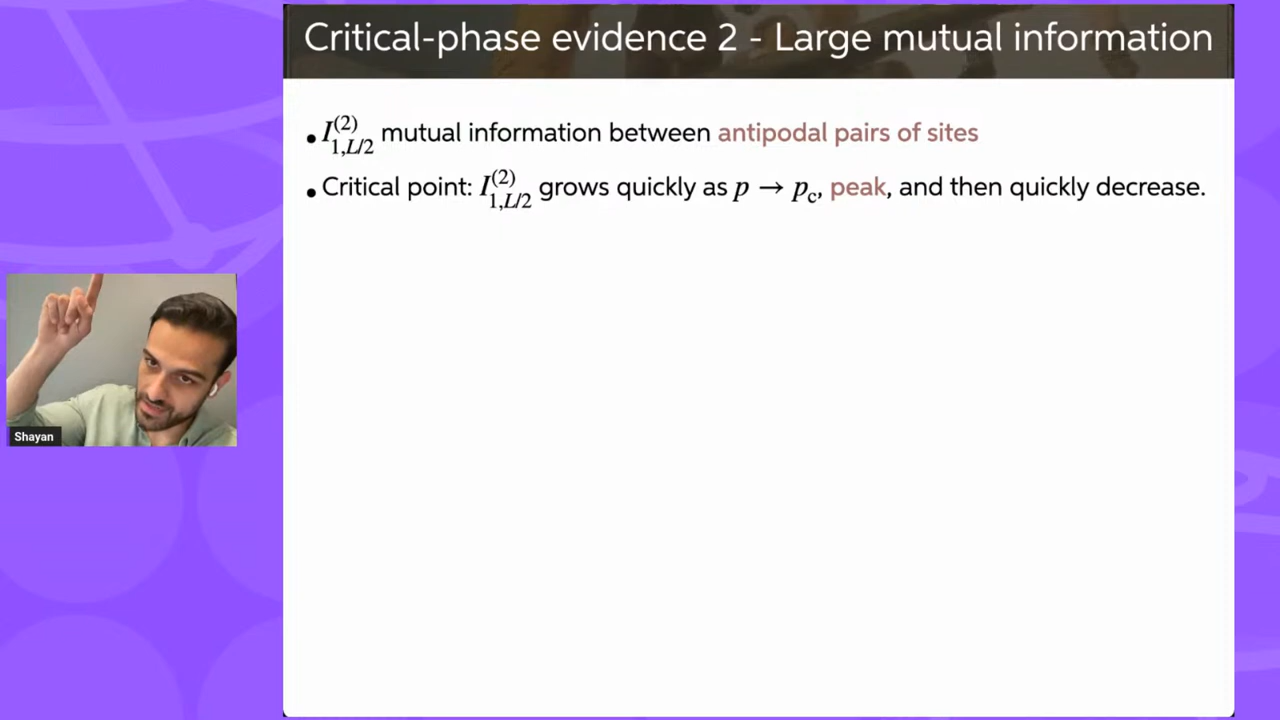 Critical-phase evidence 2 - Large mutual information
• I^{(2)}_{1,L/2} mutual information between antipodal pairs of sites
• Critical point: I^{(2)}_{1,L/2} grows quickly as p → p_c, peak, and then quickly decrease.
Shayan